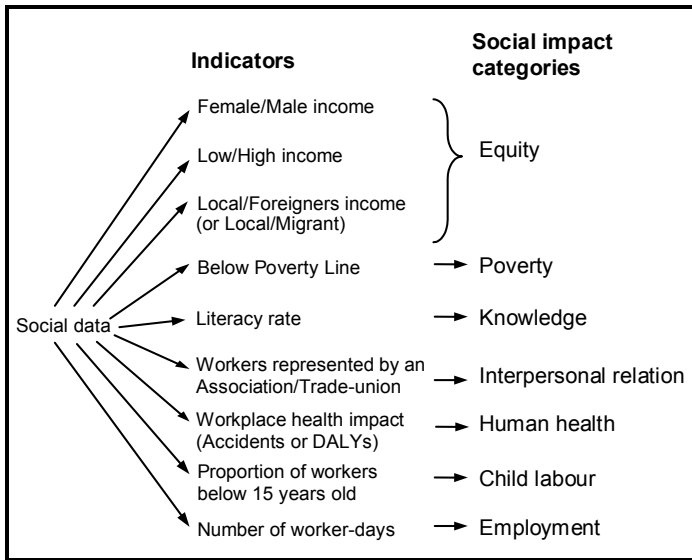 Indicators
Social impact
categories
Female/Male income
Low/High income
Equity
Local/Foreigners income
(or Local/Migrant)
Below Poverty Line
Poverty
Social data
Literacy rate
Knowledge
Workers represented by an
Association/Trade-union
Interpersonal relation
Workplace health impact
(Accidents or DALYs)
Human health
Proportion of workers
below 15 years old
Child labour
Number of worker-days
Employment